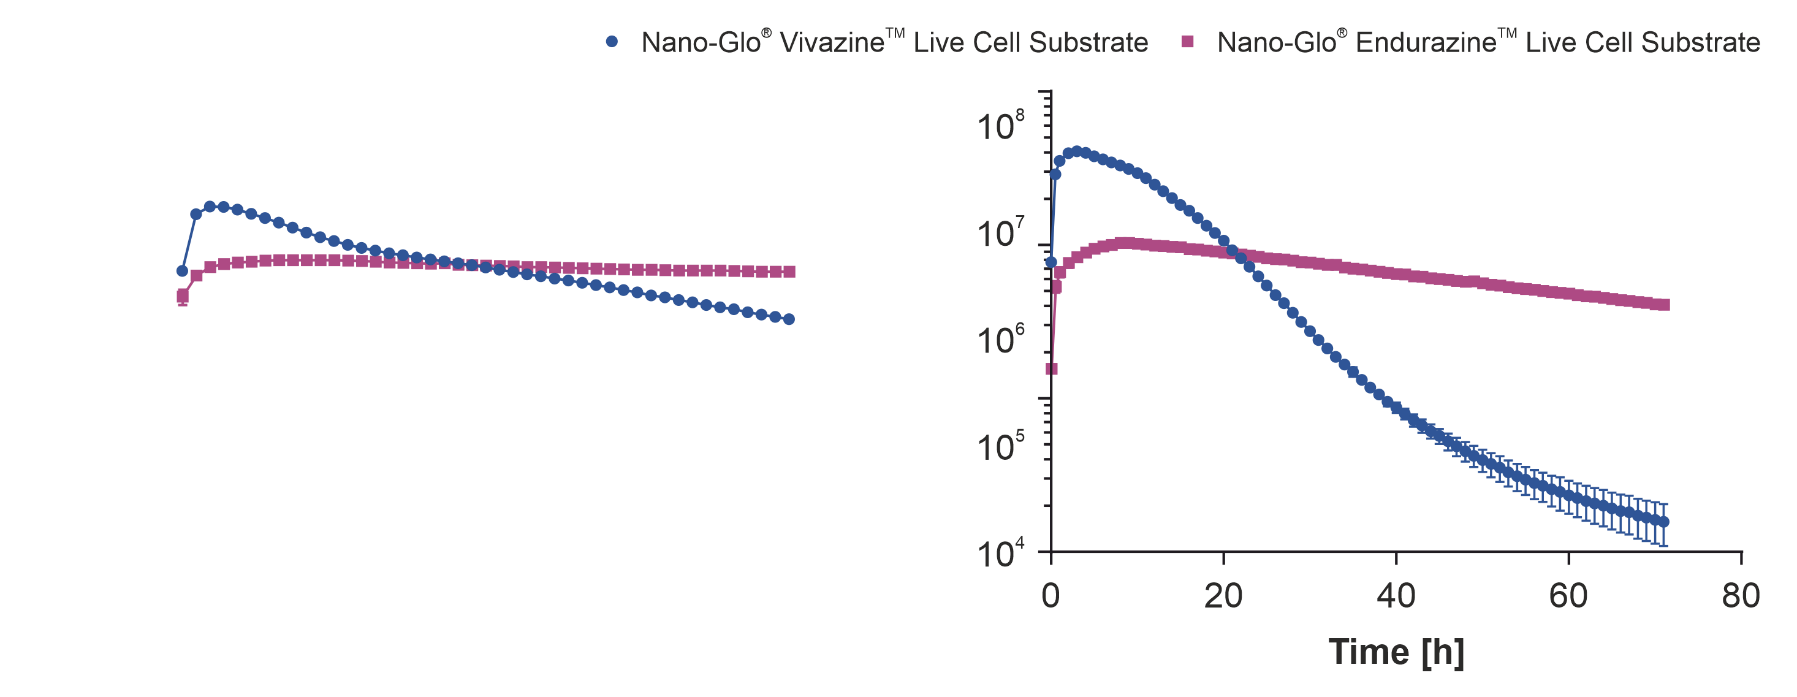 Nano-Glo® Vivazine™ Live Cell Substrate
Nano-Glo® Endurazine™ Live Cell Substrate
10⁸
10⁷
10⁶
10⁵
10⁴
0 20 40 60 80
Time [h]